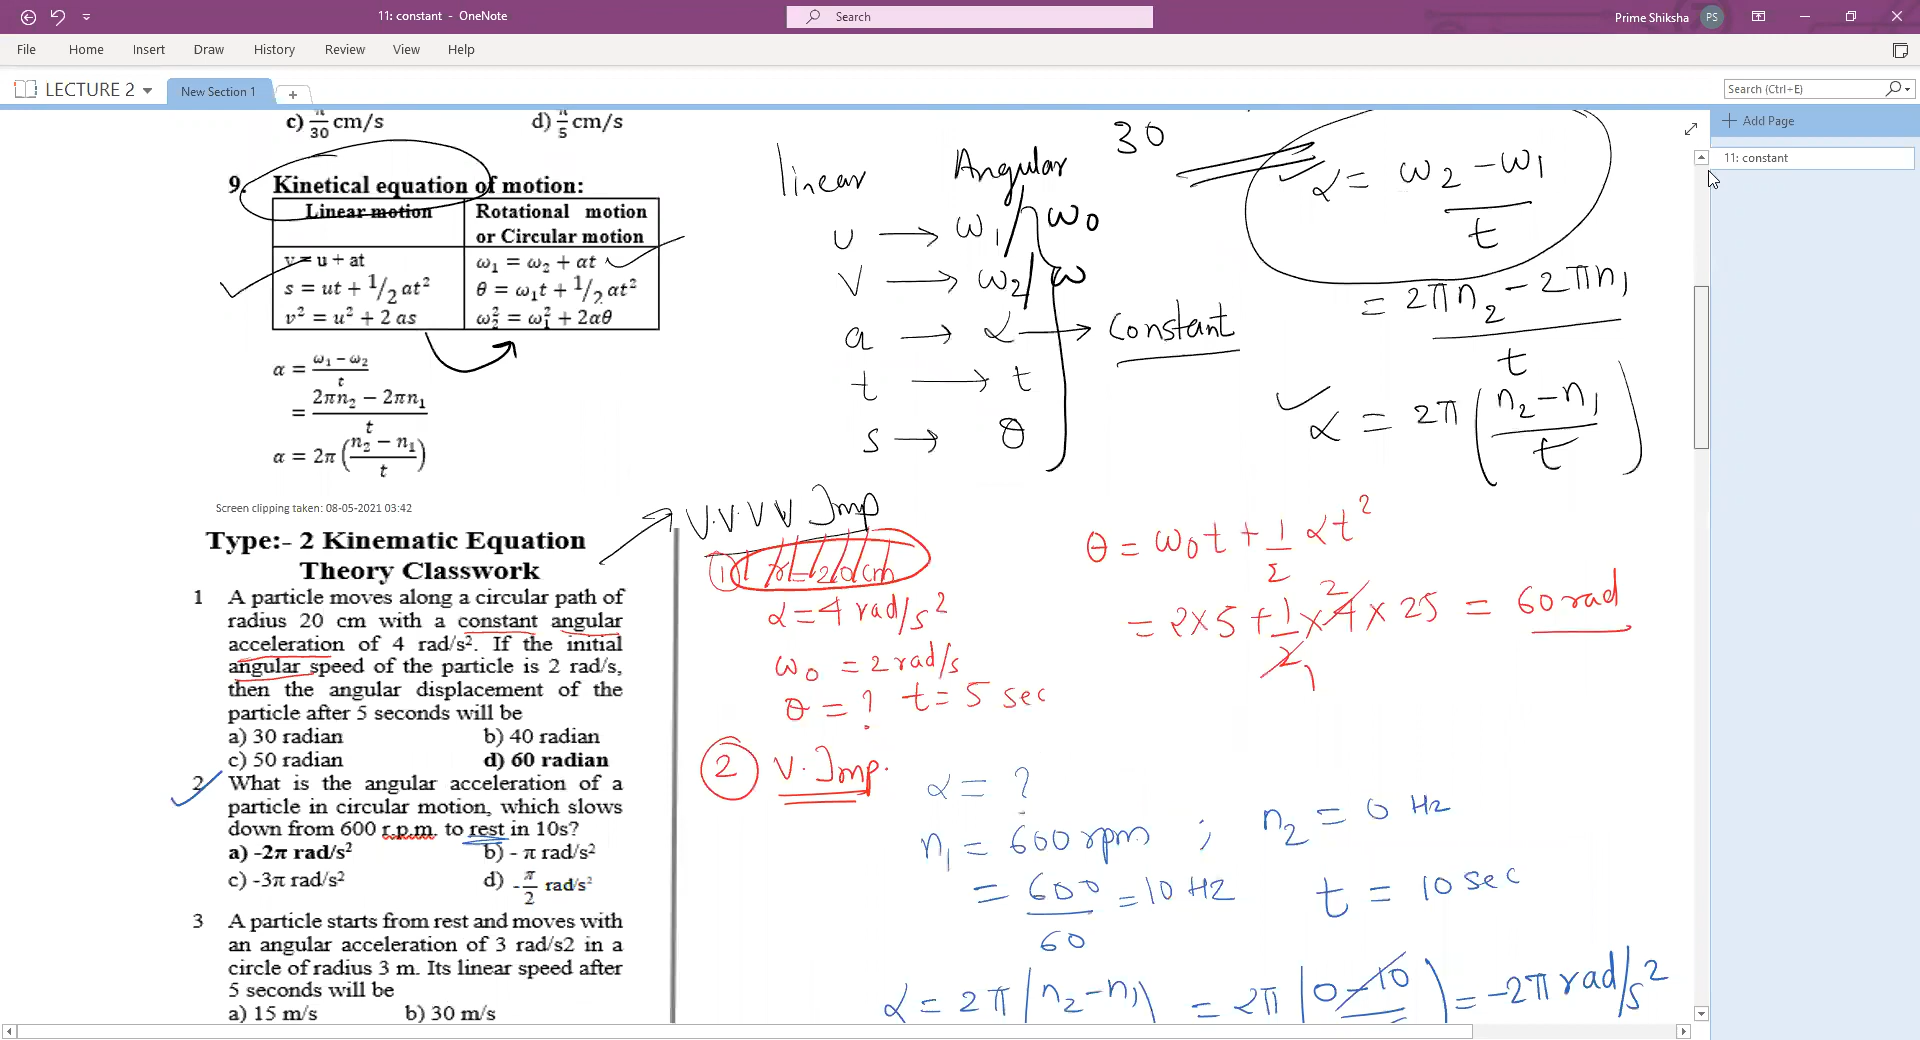 11: constant - OneNote
Search
Prime Shiksha PS
File Home Insert Draw History Review View Help
LECTURE 2 New Section 1
Search (Ctrl+E)
Add Page
11: constant
c) π/30 cm/s d) π/5 cm/s
9. Kinetical equation of motion:
Linear motion | Rotational motion or Circular motion
v = u + at | ω₁ = ω₂ + αt
s = ut + 1/2 at² | θ = ω₁t + 1/2 αt²
v² = u² + 2 as | ω₂² = ω₁² + 2αθ
α = (ω₁ − ω₂)/t
= (2πn₂ − 2πn₁)/t
α = 2π((n₂ − n₁)/t)
Screen clipping taken: 08-05-2021 03:42
linear Angular
u → ω₁/ω₀
v → ω₂/ω
a → α → constant
t → t
s → θ
30
α = (ω₂ − ω₁)/t
= (2πn₂ − 2πn₁)/t
α = 2π((n₂ − n₁)/t)
Type:- 2 Kinematic Equation
Theory Classwork
1 A particle moves along a circular path of
radius 20 cm with a constant angular
acceleration of 4 rad/s². If the initial
angular speed of the particle is 2 rad/s,
then the angular displacement of the
particle after 5 seconds will be
a) 30 radian b) 40 radian
c) 50 radian d) 60 radian
2 What is the angular acceleration of a
particle in circular motion, which slows
down from 600 r.p.m. to rest in 10s?
a) -2π rad/s² b) - π rad/s²
c) -3π rad/s² d) -π/2 rad/s²
3 A particle starts from rest and moves with
an angular acceleration of 3 rad/s2 in a
circle of radius 3 m. Its linear speed after
5 seconds will be
a) 15 m/s b) 30 m/s
V.V.V V Imp
① r = 20 cm
α = 4 rad/s²
ω₀ = 2 rad/s
θ = ? t = 5 sec
θ = ω₀t + 1/2 αt²
= 2×5 + 1/2 × 4 × 25 = 60 rad
2
1
② V. Imp.
α = ?
n₁ = 600 rpm ; n₂ = 0 Hz
= 600/60 = 10 HZ t = 10 sec
α = 2π (n₂−n₁) = 2π (0−10) = −2π rad/s²